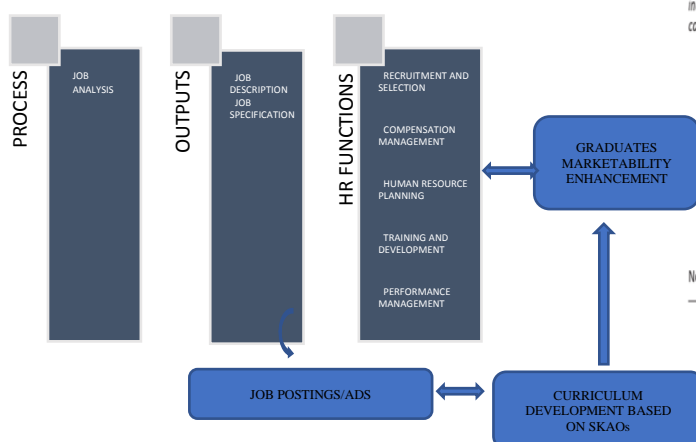 PROCESS
JOB
ANALYSIS
OUTPUTS
JOB
DESCRIPTION
JOB
SPECIFICATION
HR FUNCTIONS
RECRUITMENT AND
SELECTION
COMPENSATION
MANAGEMENT
HUMAN RESOURCE
PLANNING
TRAINING AND
DEVELOPMENT
PERFORMANCE
MANAGEMENT
GRADUATES
MARKETABILITY
ENHANCEMENT
JOB POSTINGS/ADS
CURRICULUM
DEVELOPMENT BASED
ON SKAOs